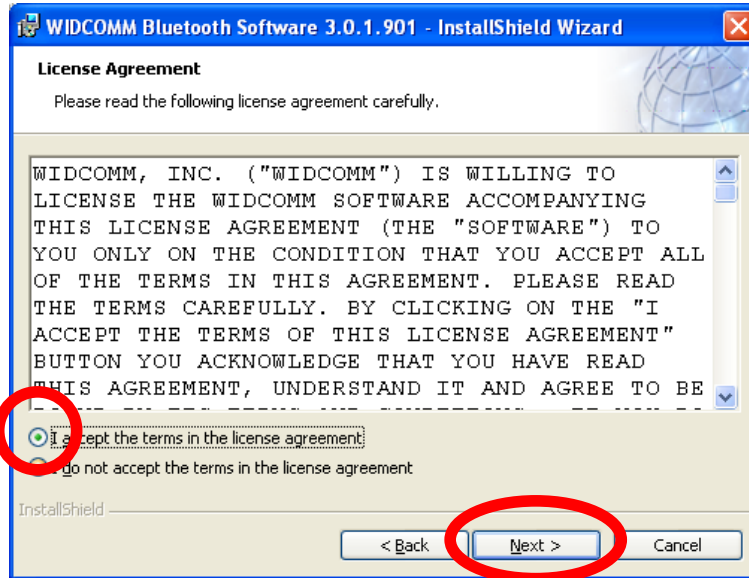 WIDCOMM Bluetooth Software 3.0.1.901 - InstallShield Wizard
License Agreement
Please read the following license agreement carefully.
WIDCOMM, INC. ("WIDCOMM") IS WILLING TO
LICENSE THE WIDCOMM SOFTWARE ACCOMPANYING
THIS LICENSE AGREEMENT (THE "SOFTWARE") TO
YOU ONLY ON THE CONDITION THAT YOU ACCEPT ALL
OF THE TERMS IN THIS AGREEMENT. PLEASE READ
THE TERMS CAREFULLY. BY CLICKING ON THE "I
ACCEPT THE TERMS OF THIS LICENSE AGREEMENT"
BUTTON YOU ACKNOWLEDGE THAT YOU HAVE READ
THIS AGREEMENT, UNDERSTAND IT AND AGREE TO BE
I accept the terms in the license agreement
I do not accept the terms in the license agreement
InstallShield
< Back
Next >
Cancel